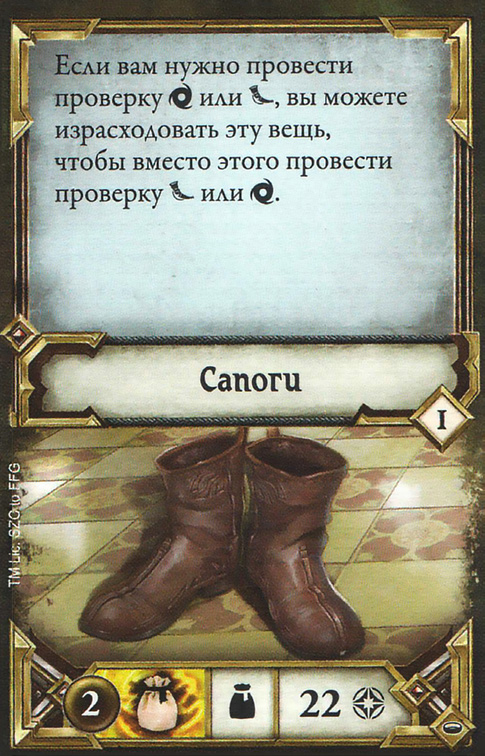 Если вам нужно провести
проверку или , вы можете
израсходовать эту вещь,
чтобы вместо этого провести
проверку или .
Сапоги
I
TM Lic. SZC to FFG
2
22